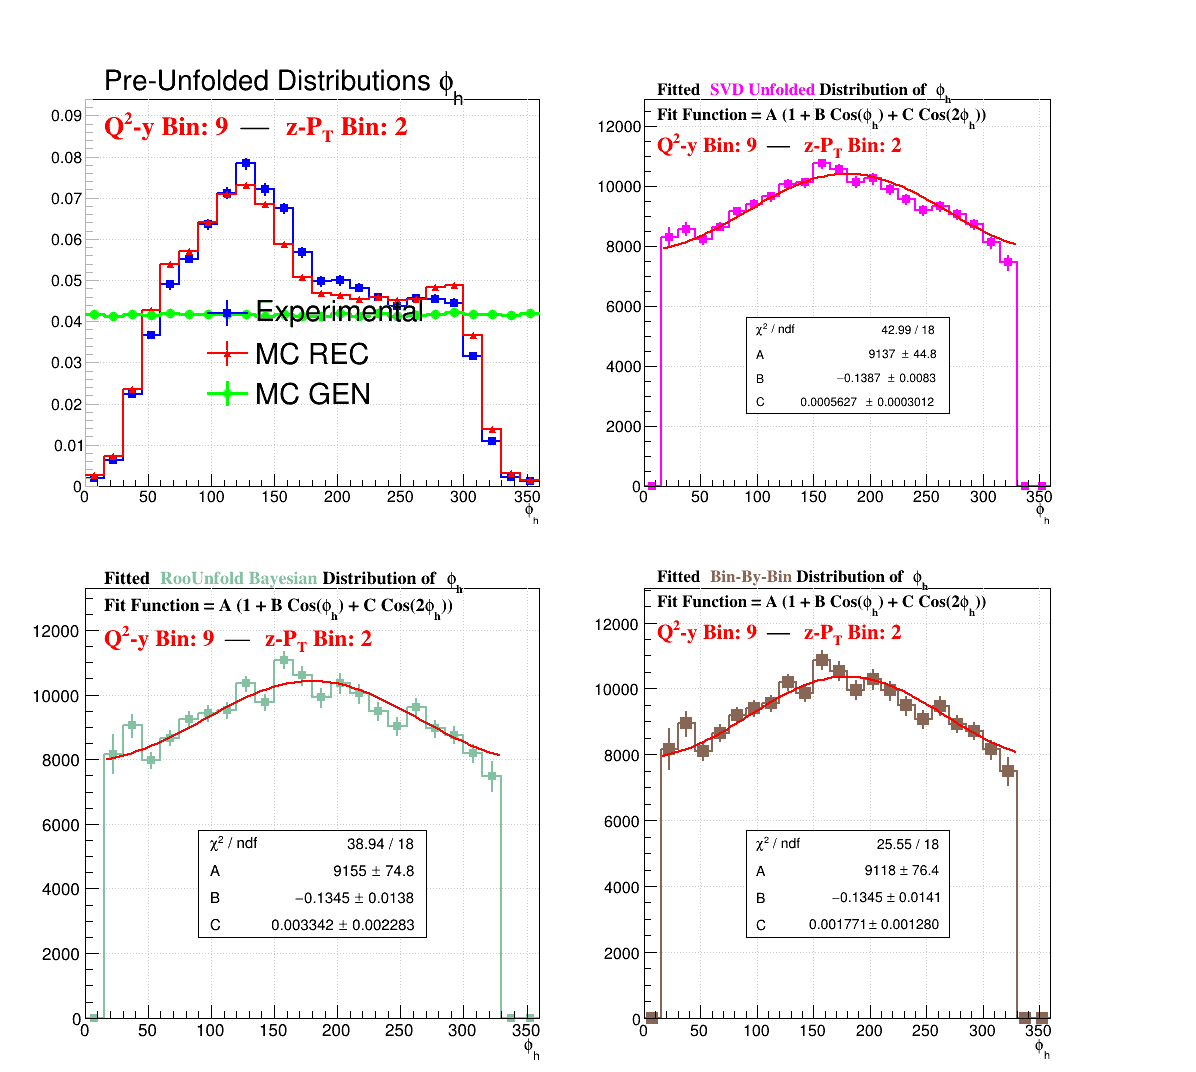 Pre-Unfolded Distributions ϕh
Q²-y Bin: 9 — z-PT Bin: 2
0.09
0.08
0.07
0.06
0.05
0.04
0.03
0.02
0.01
0
Experimental
MC REC
MC GEN
0 50 100 150 200 250 300 350
ϕh
Fitted SVD Unfolded Distribution of ϕh
Fit Function = A (1 + B Cos(ϕh) + C Cos(2ϕh))
Q²-y Bin: 9 — z-PT Bin: 2
12000
10000
8000
6000
4000
2000
0
χ² / ndf 42.99 / 18
A 9137 ± 44.8
B −0.1387 ± 0.0083
C 0.0005627 ± 0.0003012
0 50 100 150 200 250 300 350
ϕh
Fitted RooUnfold Bayesian Distribution of ϕh
Fit Function = A (1 + B Cos(ϕh) + C Cos(2ϕh))
Q²-y Bin: 9 — z-PT Bin: 2
12000
10000
8000
6000
4000
2000
0
χ² / ndf 38.94 / 18
A 9155 ± 74.8
B −0.1345 ± 0.0138
C 0.003342 ± 0.002283
0 50 100 150 200 250 300 350
ϕh
Fitted Bin-By-Bin Distribution of ϕh
Fit Function = A (1 + B Cos(ϕh) + C Cos(2ϕh))
Q²-y Bin: 9 — z-PT Bin: 2
12000
10000
8000
6000
4000
2000
0
χ² / ndf 25.55 / 18
A 9118 ± 76.4
B −0.1345 ± 0.0141
C 0.001771 ± 0.001280
0 50 100 150 200 250 300 350
ϕh